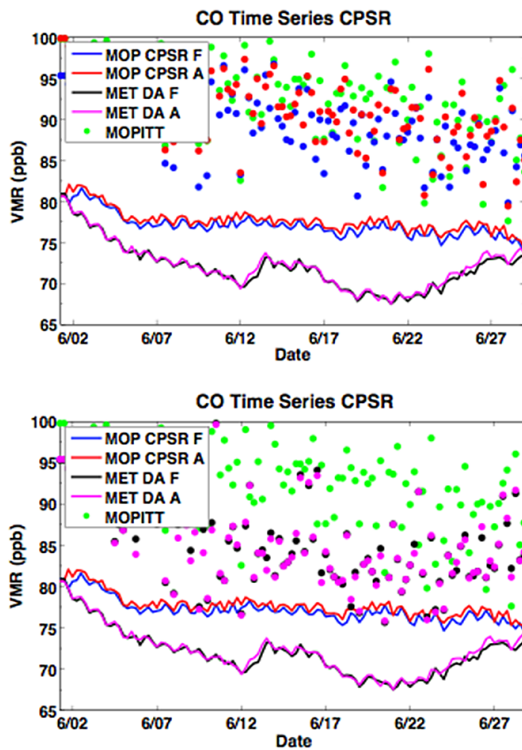 CO Time Series CPSR
100
95
90
85
80
75
70
65
VMR (ppb)
MOP CPSR F
MOP CPSR A
MET DA F
MET DA A
MOPITT
6/02 6/07 6/12 6/17 6/22 6/27
Date
CO Time Series CPSR
100
95
90
85
80
75
70
65
VMR (ppb)
MOP CPSR F
MOP CPSR A
MET DA F
MET DA A
MOPITT
6/02 6/07 6/12 6/17 6/22 6/27
Date